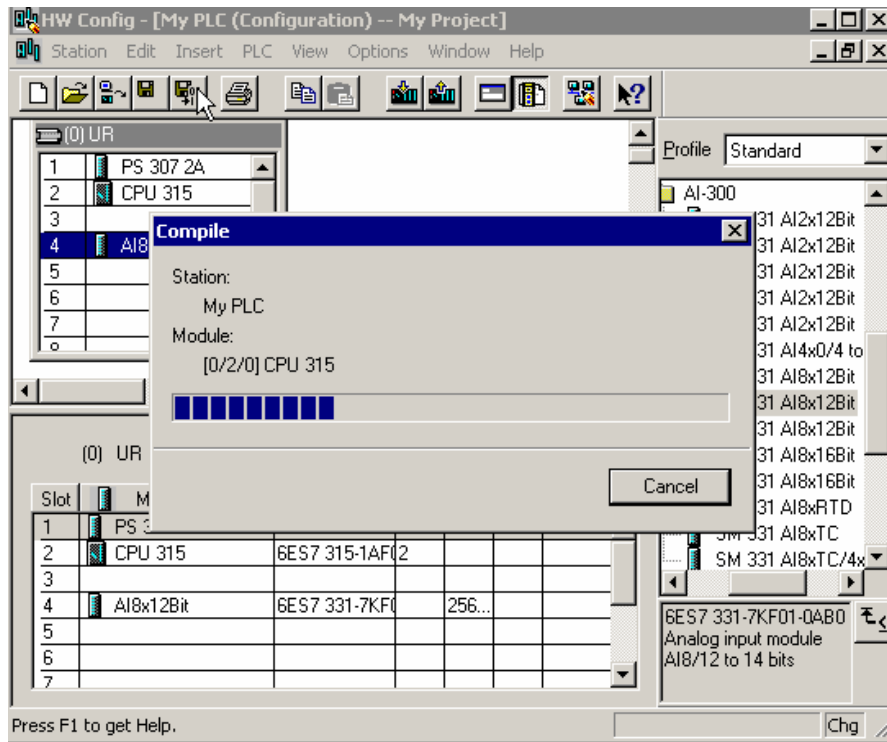 HW Config - [My PLC (Configuration) -- My Project]
Station Edit Insert PLC View Options Window Help
(0) UR
1 PS 307 2A
2 CPU 315
3
4 AI8
5
6
7
Profile Standard
AI-300
31 AI2x12Bit
31 AI2x12Bit
31 AI2x12Bit
31 AI2x12Bit
31 AI2x12Bit
31 AI4x0/4 to
31 AI8x12Bit
31 AI8x12Bit
31 AI8x12Bit
31 AI8x16Bit
31 AI8x16Bit
31 AI8xRTD
SM 331 AI8xTC
SM 331 AI8xTC/4x
Compile
Station:
My PLC
Module:
[0/2/0] CPU 315
Cancel
(0) UR
Slot M
1 PS 3
2 CPU 315 6ES7 315-1AF02
3
4 AI8x12Bit 6ES7 331-7KF0 256...
5
6
7
6ES7 331-7KF01-0AB0
Analog input module
AI8/12 to 14 bits
Press F1 to get Help.
Chg